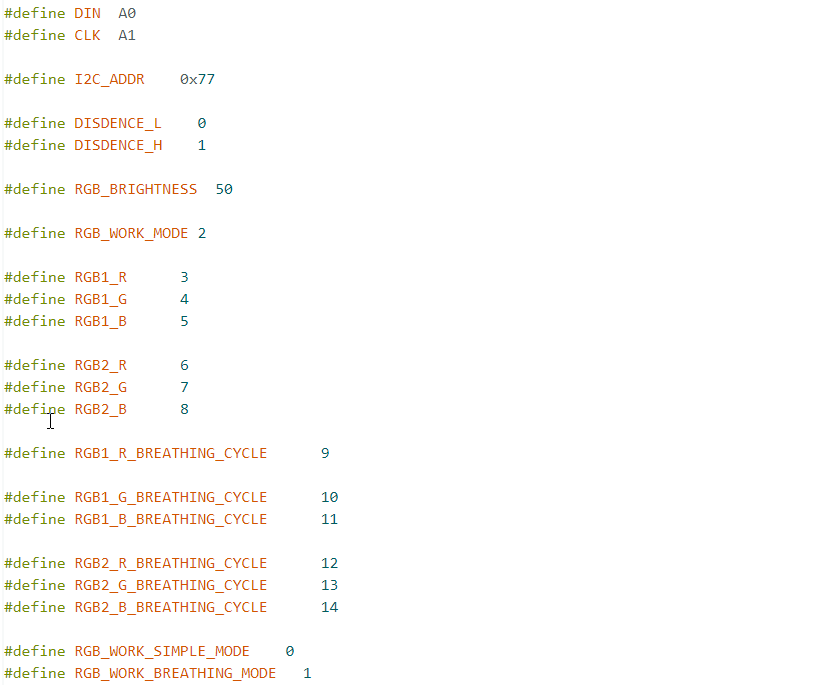 #define DIN  A0
#define CLK  A1
#define I2C_ADDR    0x77
#define DISDENCE_L    0
#define DISDENCE_H    1
#define RGB_BRIGHTNESS  50
#define RGB_WORK_MODE 2
#define RGB1_R      3
#define RGB1_G      4
#define RGB1_B      5
#define RGB2_R      6
#define RGB2_G      7
#define RGB2_B      8
#define RGB1_R_BREATHING_CYCLE      9
#define RGB1_G_BREATHING_CYCLE      10
#define RGB1_B_BREATHING_CYCLE      11
#define RGB2_R_BREATHING_CYCLE      12
#define RGB2_G_BREATHING_CYCLE      13
#define RGB2_B_BREATHING_CYCLE      14
#define RGB_WORK_SIMPLE_MODE    0
#define RGB_WORK_BREATHING_MODE   1